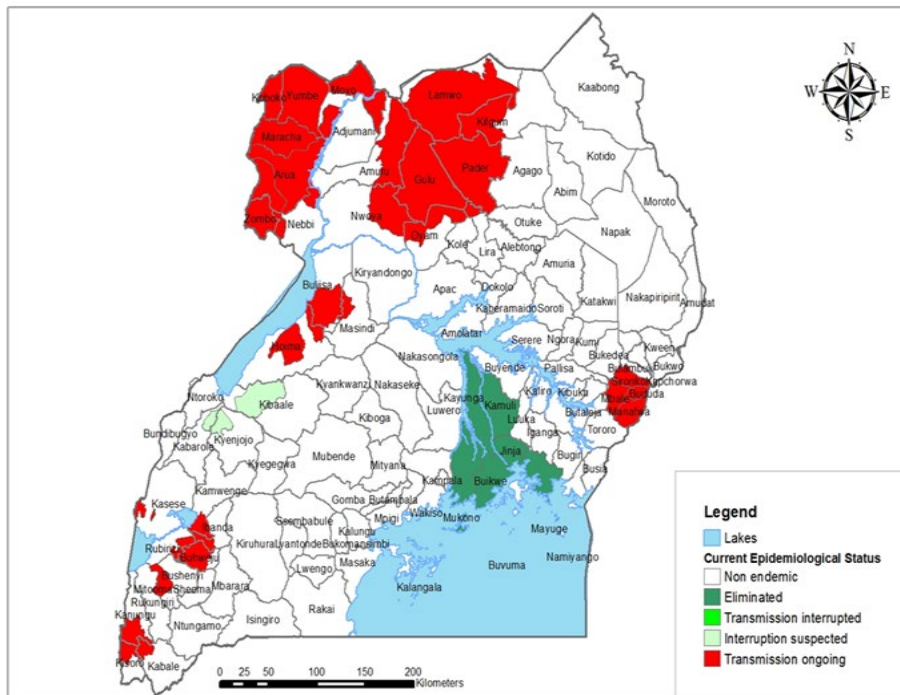 N
W E
S
Kaabong
Koboko Yumbe Moyo
Lamwo
Kitgum
Adjumani
Maracha
Kotido
Arua
Amuru
Gulu
Pader
Agago
Abim
Moroto
Zombo
Nebbi
Nwoya
Oyam
Otuke
Napak
Kole
Lira
Alebtong
Kiryandongo
Amuria
Buliisa
Apac
Dokolo
Katakwi
Nakapiripirit
Amudat
Kaberamaido
Soroti
Masindi
Amolatar
Serere
Ngora
Kumi
Hoima
Bukedea
Kween
Nakasongola
Buyende
Pallisa
Bukwo
Sironko
Kapchorwa
Ntoroko
Kyankwanzi
Nakaseke
Kayunga
Kaliro
Kibuku
Mbale
Bududa
Kibaale
Luwero
Kamuli
Manafwa
Kiboga
Luuka
Butaleja
Bundibugyo
Kyenjojo
Iganga
Tororo
Kabarole
Jinja
Mubende
Mityana
Bugiri
Kyegegwa
Kampala
Buikwe
Busia
Kamwenge
Kasese
Gomba
Butambala
Wakiso
Mukono
Mpigi
Ibanda
Ssembabule
Kalungu
Mayuge
Rubirizi
Kiruhura
Lyantonde
Bukomansimbi
Buhweju
Masaka
Buvuma
Namiyango
Bushenyi
Lwengo
Mitooma
Sheema
Mbarara
Kalangala
Rukungiri
Kanungu
Rakai
Isingiro
Ntungamo
Kisoro
Kabale
0 25 50 100 150 200
Kilometers
Legend
Lakes
Current Epidemiological Status
Non endemic
Eliminated
Transmission interrupted
Interruption suspected
Transmission ongoing